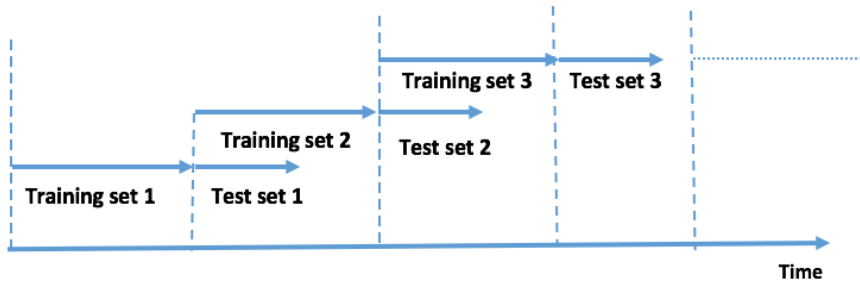 Training set 3
Test set 3
Training set 2
Test set 2
Training set 1
Test set 1
Time